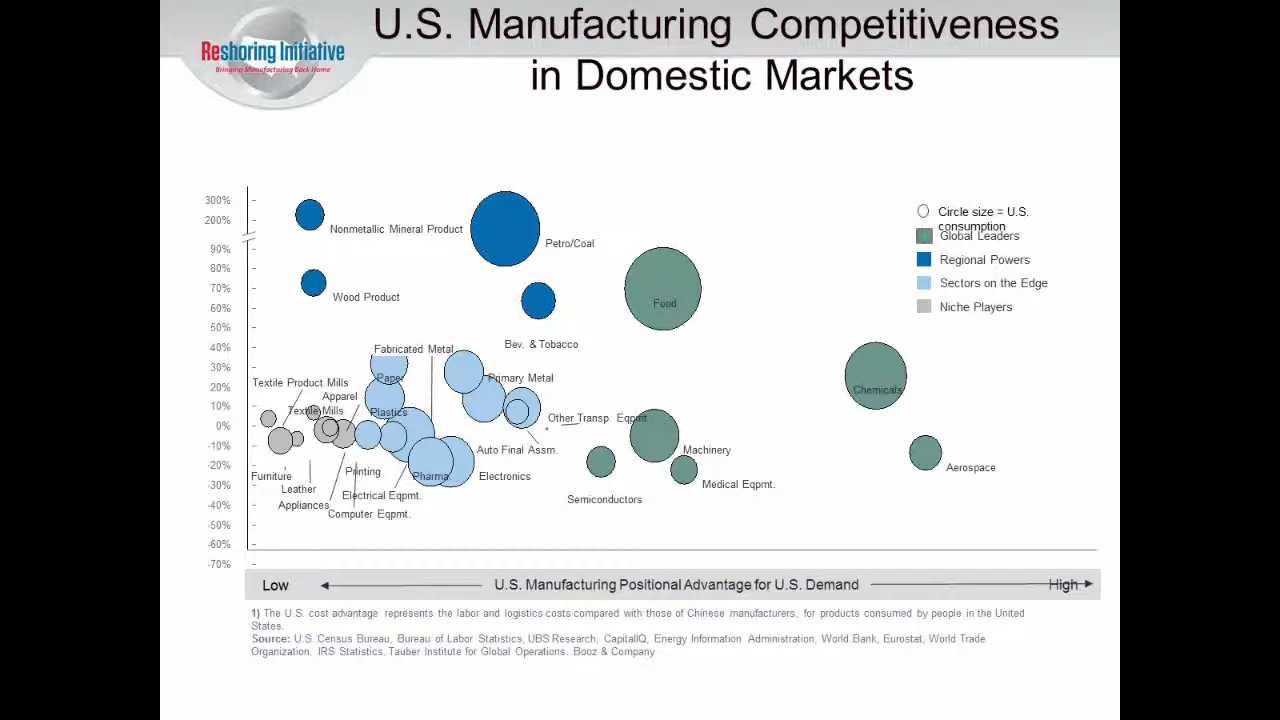 U.S. Manufacturing Competitiveness
in Domestic Markets
Reshoring Initiative
Bringing Manufacturing Back Home
300%
200%
90%
80%
70%
60%
50%
40%
30%
20%
10%
0%
-10%
-20%
-30%
-40%
-50%
-60%
-70%
Nonmetallic Mineral Product
Petro/Coal
Wood Product
Food
Bev. & Tobacco
Fabricated Metal
Paper
Primary Metal
Textile Product Mills
Apparel
Textile Mills
Plastics
Other Transp. Eqpmt
Chemicals
Auto Final Assm.
Machinery
Furniture
Printing
Pharma.
Electronics
Medical Eqpmt.
Aerospace
Leather
Electrical Eqpmt.
Semiconductors
Appliances
Computer Eqpmt.
Circle size = U.S.
consumption
Global Leaders
Regional Powers
Sectors on the Edge
Niche Players
Low
U.S. Manufacturing Positional Advantage for U.S. Demand
High
1) The U.S. cost advantage represents the labor and logistics costs compared with those of Chinese manufacturers, for products consumed by people in the United
States.
Source: U.S. Census Bureau, Bureau of Labor Statistics, UBS Research, CapitalIQ, Energy Information Administration, World Bank, Eurostat, World Trade
Organization, IRS Statistics, Tauber Institute for Global Operations, Booz & Company